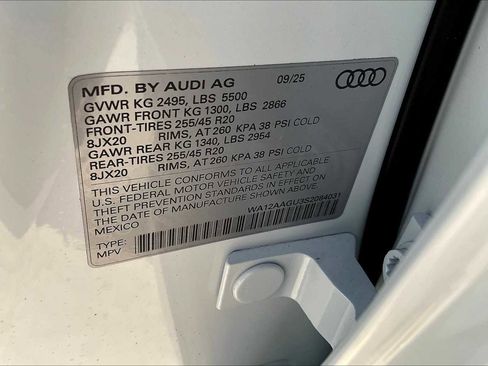 MFD. BY AUDI AG 09/25
GVWR KG 2495, LBS 5500
GAWR FRONT KG 1300, LBS 2866
FRONT-TIRES 255/45 R20
8JX20 RIMS, AT 260 KPA 38 PSI COLD
GAWR REAR KG 1340, LBS 2954
REAR-TIRES 255/45 R20
8JX20 RIMS, AT 260 KPA 38 PSI COLD
THIS VEHICLE CONFORMS TO ALL APPLICABLE
U.S. FEDERAL MOTOR VEHICLE SAFETY AND
THEFT PREVENTION STANDARDS IN EFFECT ON
THE DATE OF MANUFACTURE SHOWN ABOVE.
MEXICO
WA12AAGU3S2084031
TYPE:
MPV